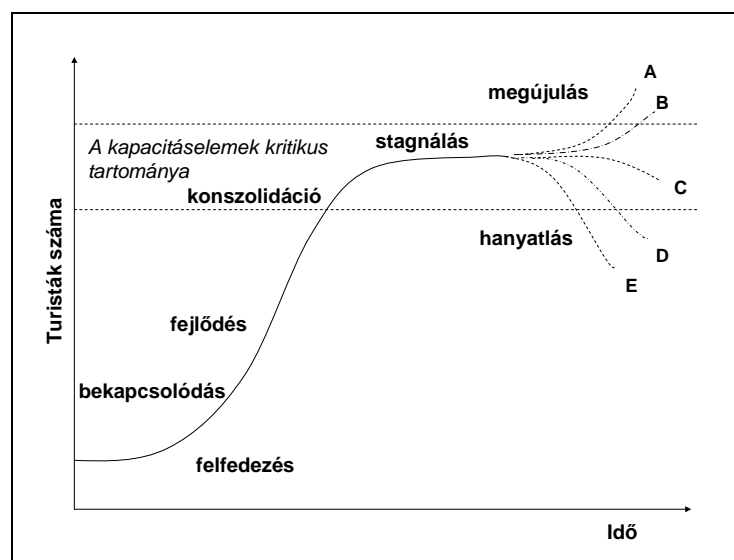 A
megújulás
B
stagnálás
A kapacitáselemek kritikus
tartománya
konszolidáció
C
hanyatlás
D
E
Turisták száma
fejlődés
bekapcsolódás
felfedezés
Idő